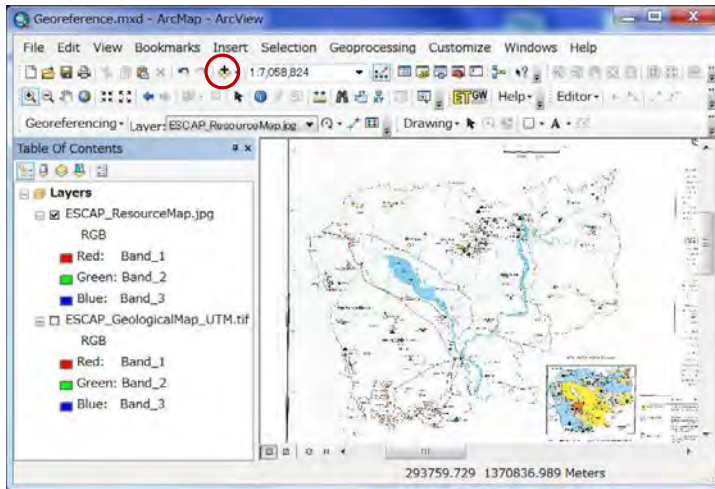 Georeference.mxd - ArcMap - ArcView
File Edit View Bookmarks Insert Selection Geoprocessing Customize Windows Help
1:7,058,824
ET GW Help Editor
Georeferencing Layer: ESCAP_ResourceMap.jpg Drawing A
Table Of Contents
Layers
ESCAP_ResourceMap.jpg
RGB
Red: Band_1
Green: Band_2
Blue: Band_3
ESCAP_GeologicalMap_UTM.tif
RGB
Red: Band_1
Green: Band_2
Blue: Band_3
293759.729 1370836.989 Meters